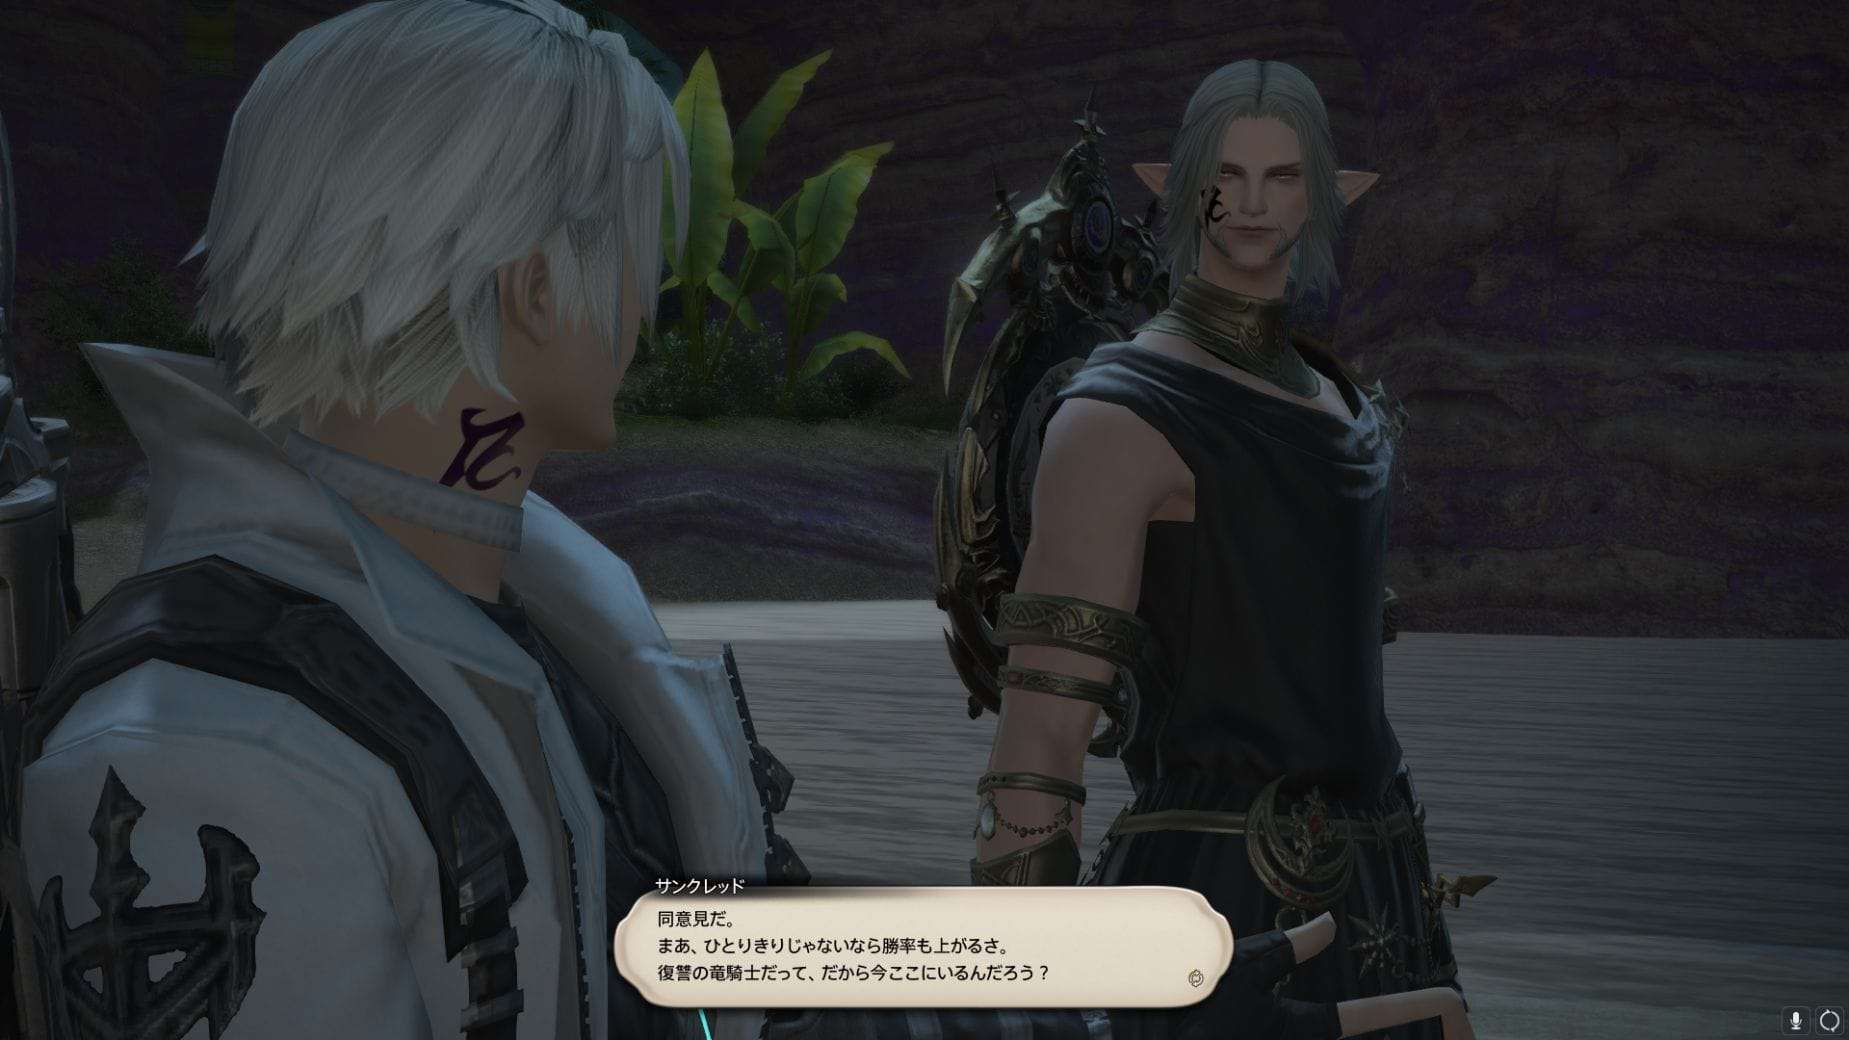 サンクレッド
同意見だ。
まあ、ひとりきりじゃないなら勝率も上がるさ。
復讐の竜騎士だって、だから今ここにいるんだろう？